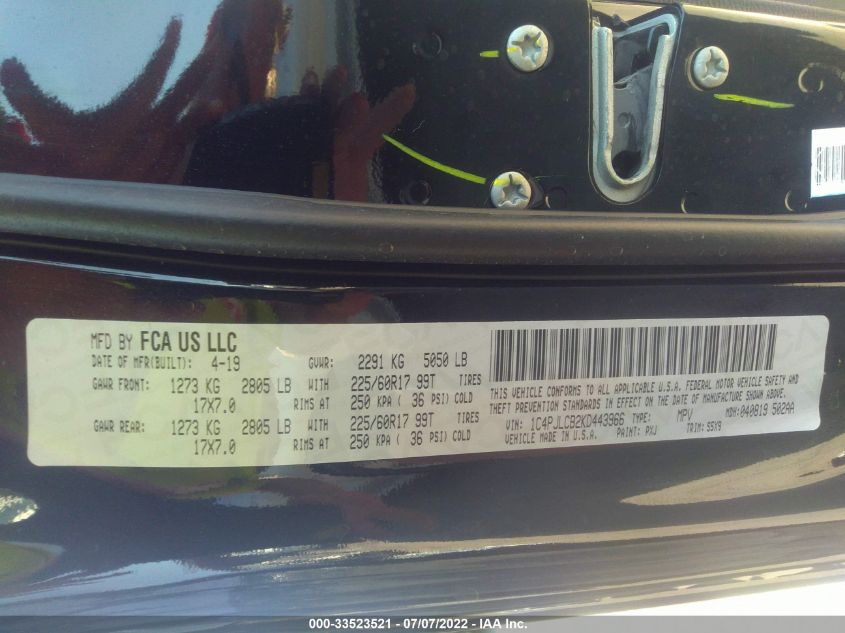 MFD BY FCA US LLC
DATE OF MFR(BUILT): 4-19 GVWR: 2291 KG 5050 LB
GAWR FRONT: 1273 KG 2805 LB WITH 225/60R17 99T TIRES
17X7.0 RIMS AT 250 KPA ( 36 PSI) COLD
GAWR REAR: 1273 KG 2805 LB WITH 225/60R17 99T TIRES
17X7.0 RIMS AT 250 KPA ( 36 PSI) COLD
THIS VEHICLE CONFORMS TO ALL APPLICABLE U.S.A. FEDERAL MOTOR VEHICLE SAFETY AND
THEFT PREVENTION STANDARDS IN EFFECT ON THE DATE OF MANUFACTURE SHOWN ABOVE.
VIN: 1C4PJLCB2KD443966 TYPE: MPV MDH: 040819 502AA
VEHICLE MADE IN U.S.A. PAINT: PXJ TRIM: S5X9
000-33523521 - 07/07/2022 - IAA Inc.